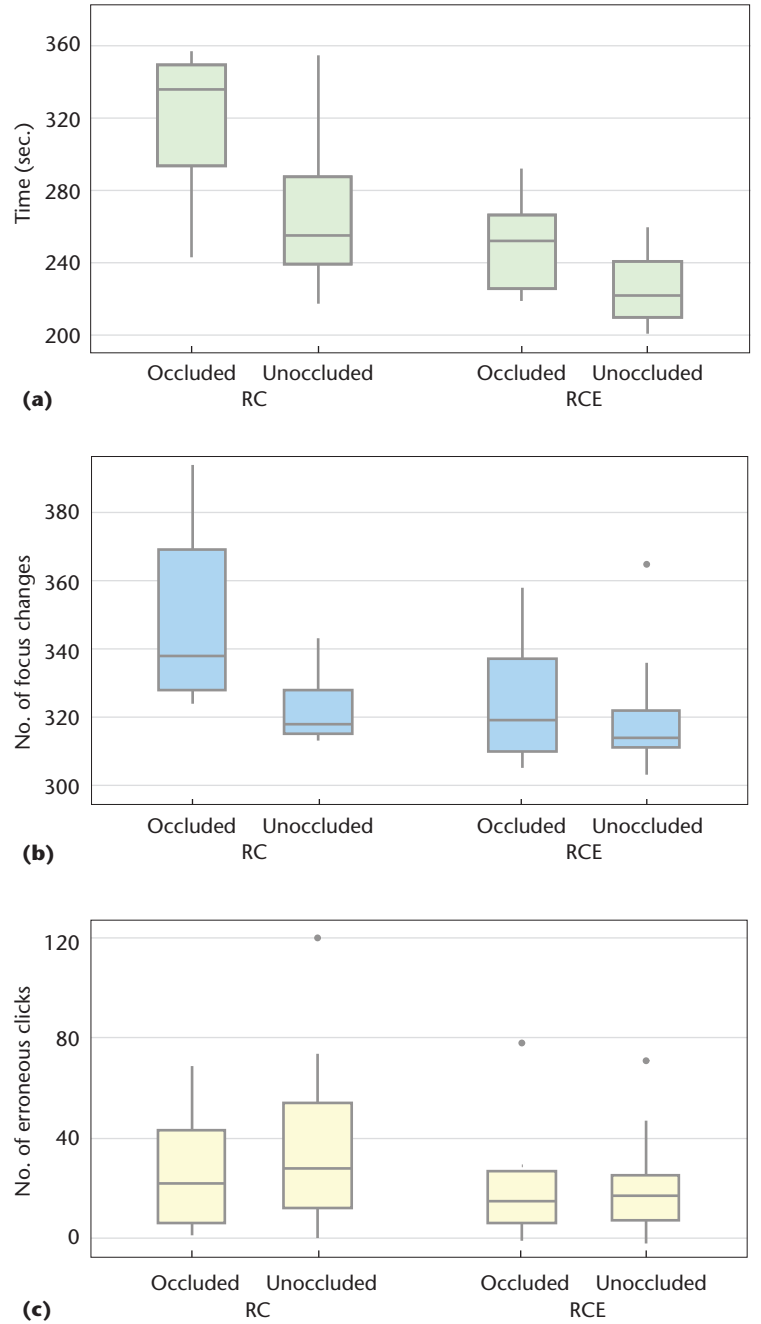 Time (sec.)
360
320
280
240
200
Occluded Unoccluded Occluded Unoccluded
RC RCE
(a)
No. of focus changes
380
360
340
320
300
Occluded Unoccluded Occluded Unoccluded
RC RCE
(b)
No. of erroneous clicks
120
80
40
0
Occluded Unoccluded Occluded Unoccluded
RC RCE
(c)